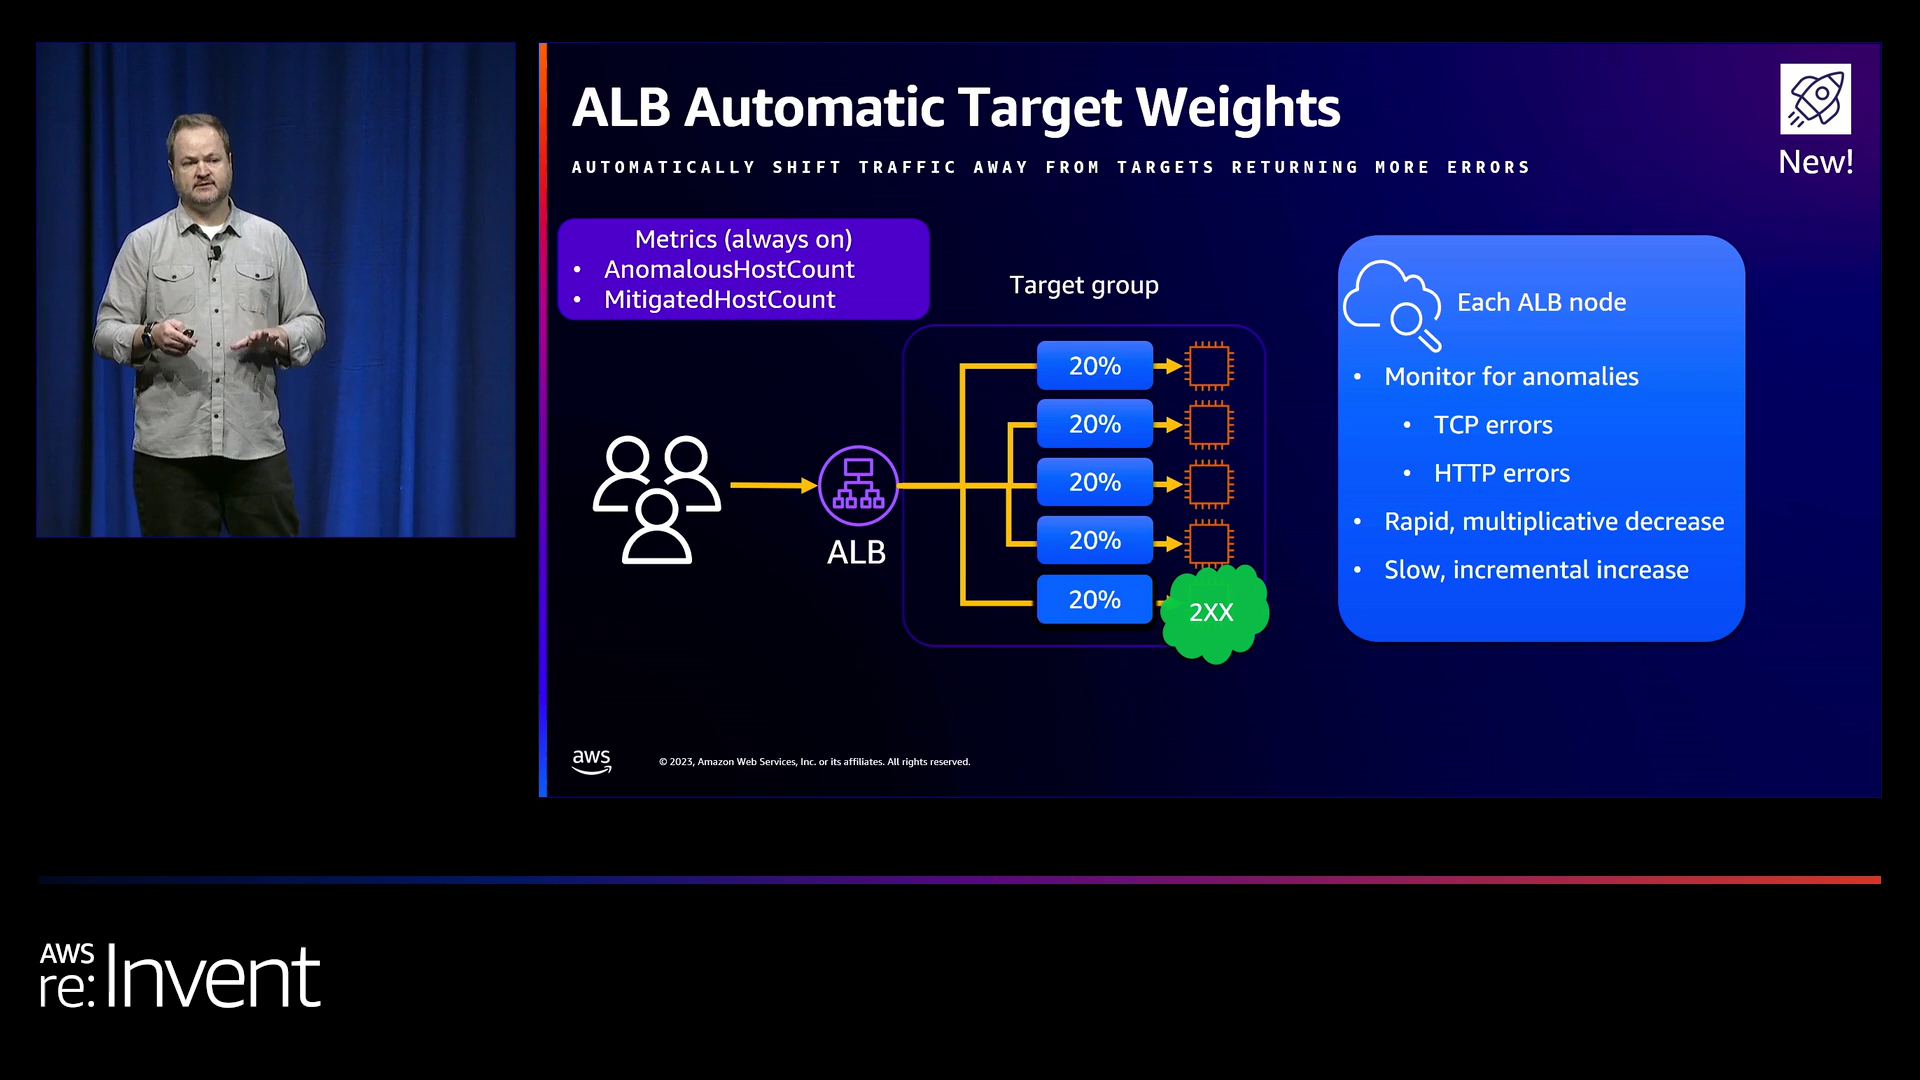 ALB Automatic Target Weights
AUTOMATICALLY SHIFT TRAFFIC AWAY FROM TARGETS RETURNING MORE ERRORS
New!
Metrics (always on)
• AnomalousHostCount
• MitigatedHostCount
Target group
20%
20%
20%
20%
20%
2XX
ALB
Each ALB node
• Monitor for anomalies
• TCP errors
• HTTP errors
• Rapid, multiplicative decrease
• Slow, incremental increase
aws
© 2023, Amazon Web Services, Inc. or its affiliates. All rights reserved.
AWS
re:Invent